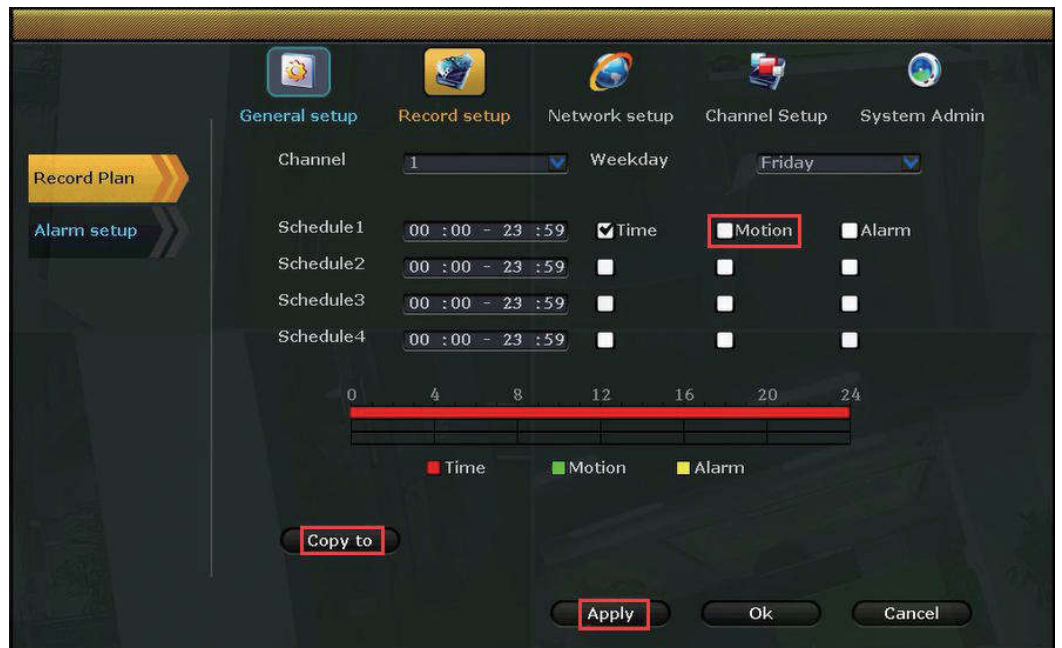 General setup Record setup Network setup Channel Setup System Admin
Channel 1 Weekday Friday
Record Plan
Alarm setup
Schedule1 00 :00 - 23 :59 Time Motion Alarm
Schedule2 00 :00 - 23 :59
Schedule3 00 :00 - 23 :59
Schedule4 00 :00 - 23 :59
0 4 8 12 16 20 24
Time Motion Alarm
Copy to
Apply Ok Cancel